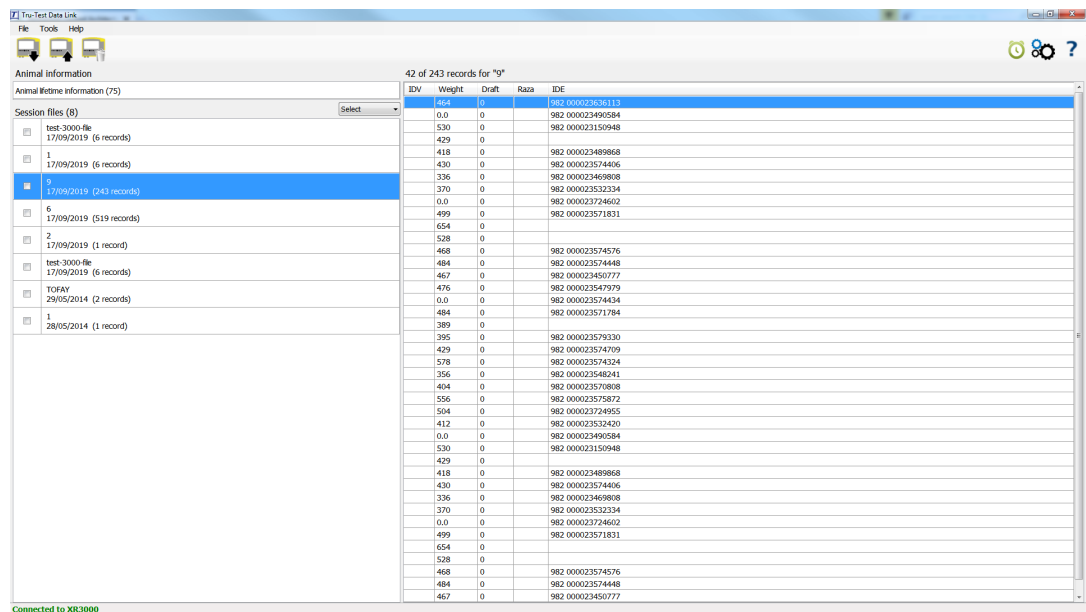 Tru-Test Data Link
File Tools Help
Animal information
Animal lifetime information (75)
Session files (8)
Select
test-3000-file
17/09/2019 (6 records)
1
17/09/2019 (6 records)
9
17/09/2019 (243 records)
6
17/09/2019 (519 records)
2
17/09/2019 (1 record)
test-3000-file
17/09/2019 (6 records)
TOFAY
29/05/2014 (2 records)
1
28/05/2014 (1 record)
42 of 243 records for "9"
IDV Weight Draft Raza IDE
464 0 982 000023636113
0.0 0 982 000023490584
530 0 982 000023150948
429 0
418 0 982 000023489868
430 0 982 000023574406
336 0 982 000023469808
370 0 982 000023532334
0.0 0 982 000023724602
499 0 982 000023571831
654 0
528 0
468 0 982 000023574576
484 0 982 000023574448
467 0 982 000023450777
476 0 982 000023547979
0.0 0 982 000023574434
484 0 982 000023571784
389 0
395 0 982 000023579330
429 0 982 000023574709
578 0 982 000023574324
356 0 982 000023548241
404 0 982 000023570808
556 0 982 000023575872
504 0 982 000023724955
412 0 982 000023532420
0.0 0 982 000023490584
530 0 982 000023150948
429 0
418 0 982 000023489868
430 0 982 000023574406
336 0 982 000023469808
370 0 982 000023532334
0.0 0 982 000023724602
499 0 982 000023571831
654 0
528 0
468 0 982 000023574576
484 0 982 000023574448
467 0 982 000023450777
Connected to XR3000